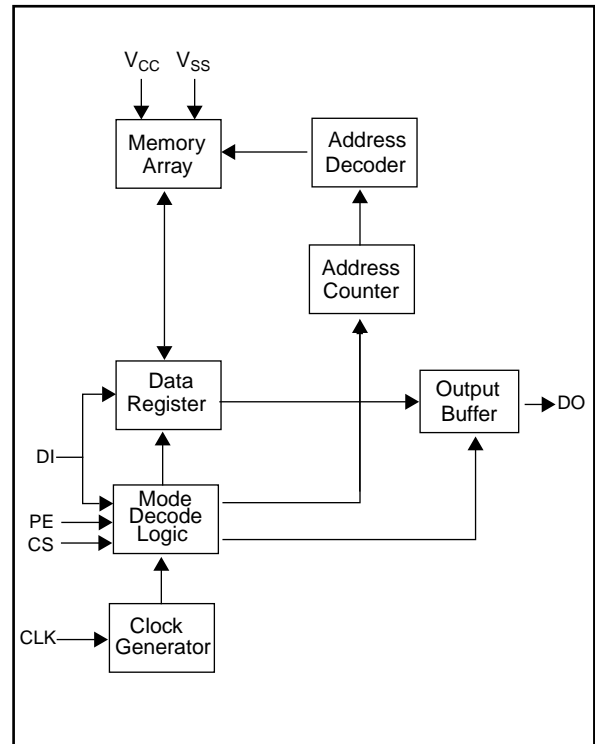 VCC VSS
Memory
Array
Address
Decoder
Address
Counter
Data
Register
Output
Buffer
DO
DI
Mode
Decode
Logic
PE
CS
CLK
Clock
Generator